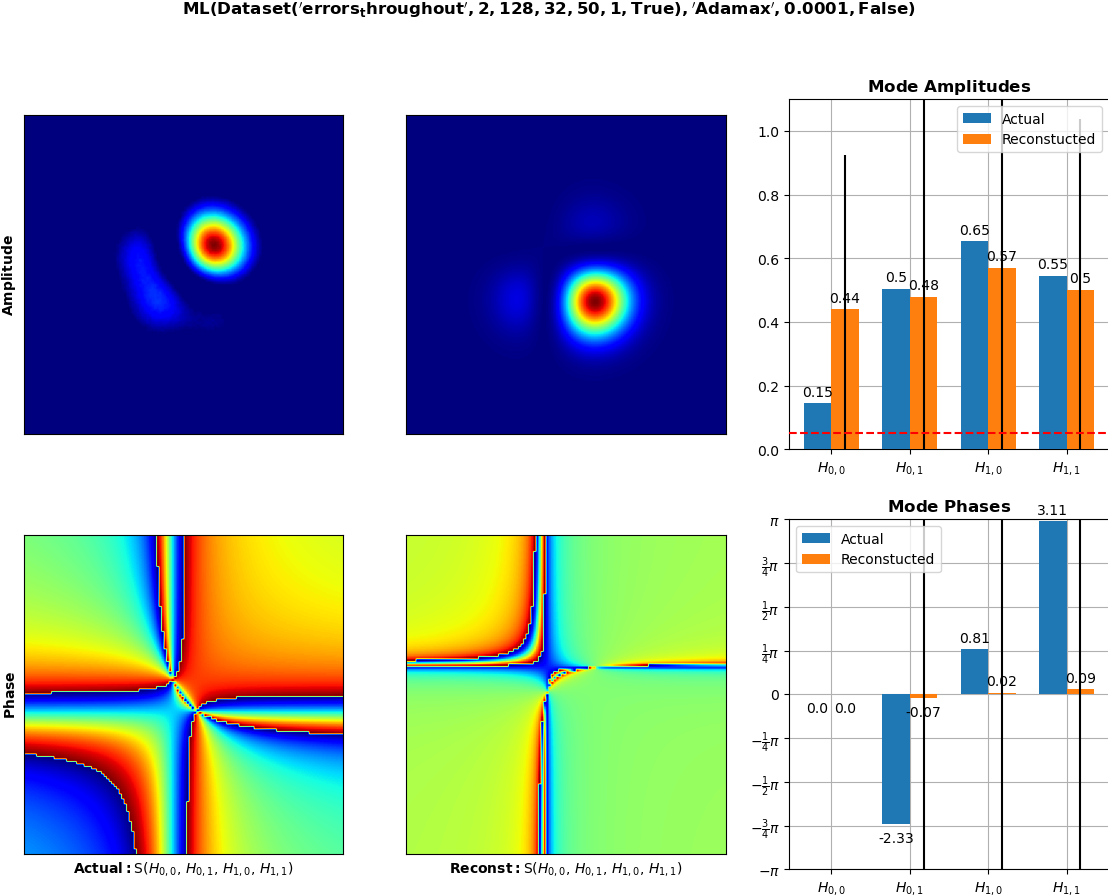 ML(Dataset('errors_throughout', 2, 128, 32, 50, 1, True), 'Adamax', 0.0001, False)
Amplitude
Mode Amplitudes
Actual
Reconstucted
1.0
0.8
0.6
0.4
0.2
0.0
0.15
0.44
0.5
0.48
0.65
0.57
0.55
0.5
H0,0
H0,1
H1,0
H1,1
Phase
Actual: S(H0,0, H0,1, H1,0, H1,1)
Reconst: S(H0,0, H0,1, H1,0, H1,1)
Mode Phases
Actual
Reconstucted
π
3/4π
1/2π
1/4π
0
−1/4π
−1/2π
−3/4π
−π
0.0
0.0
-2.33
-0.07
0.81
0.02
3.11
0.09
H0,0
H0,1
H1,0
H1,1